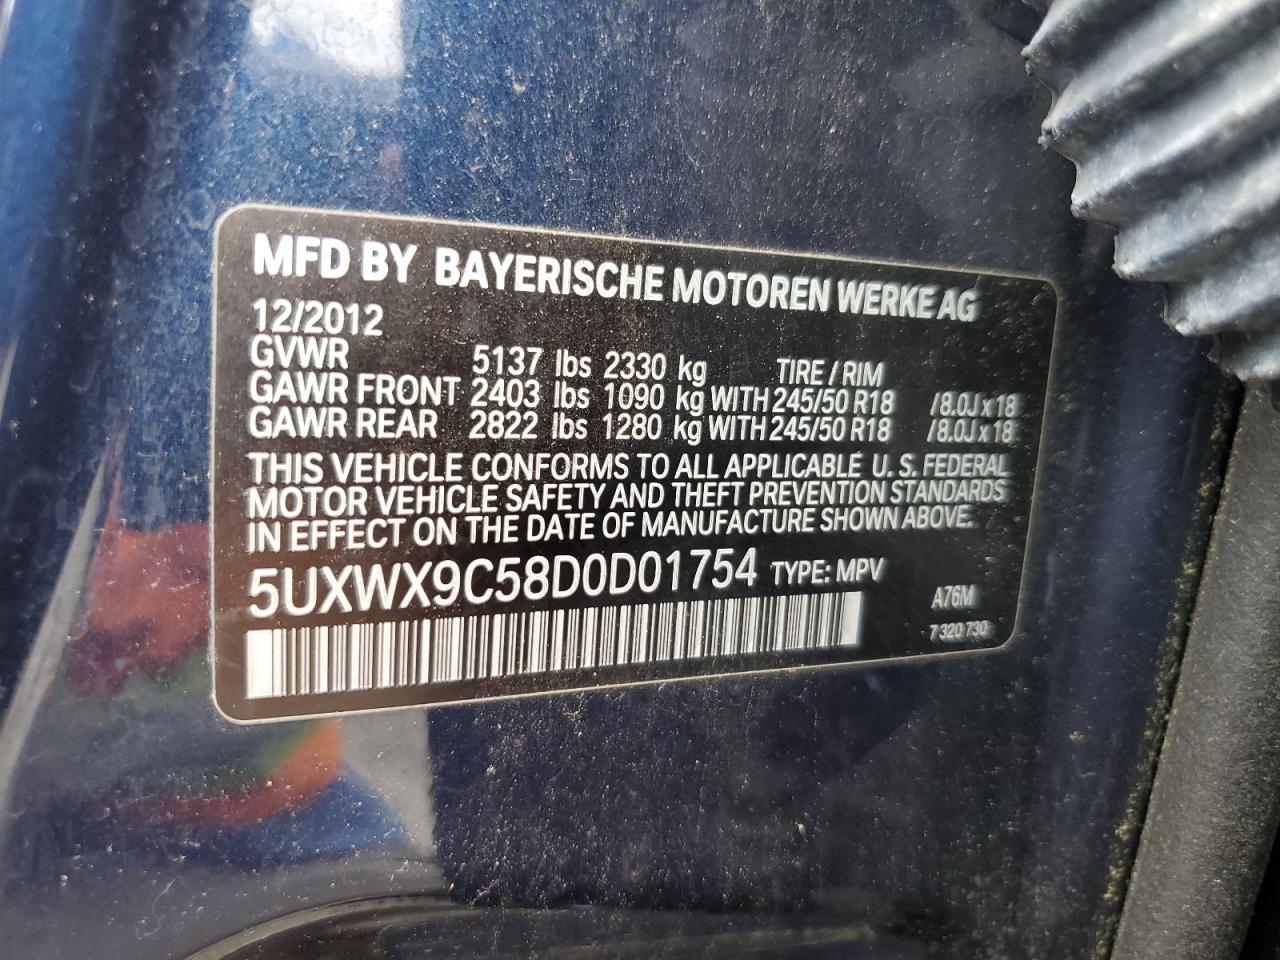 MFD BY BAYERISCHE MOTOREN WERKE AG
12/2012
GVWR 5137 lbs 2330 kg TIRE / RIM
GAWR FRONT 2403 lbs 1090 kg WITH 245/50 R18 /8.0J x 18
GAWR REAR 2822 lbs 1280 kg WITH 245/50 R18 /8.0J x 18
THIS VEHICLE CONFORMS TO ALL APPLICABLE U. S. FEDERAL
MOTOR VEHICLE SAFETY AND THEFT PREVENTION STANDARDS
IN EFFECT ON THE DATE OF MANUFACTURE SHOWN ABOVE.
5UXWX9C58D0D01754 TYPE: MPV
A76M
7 320 730